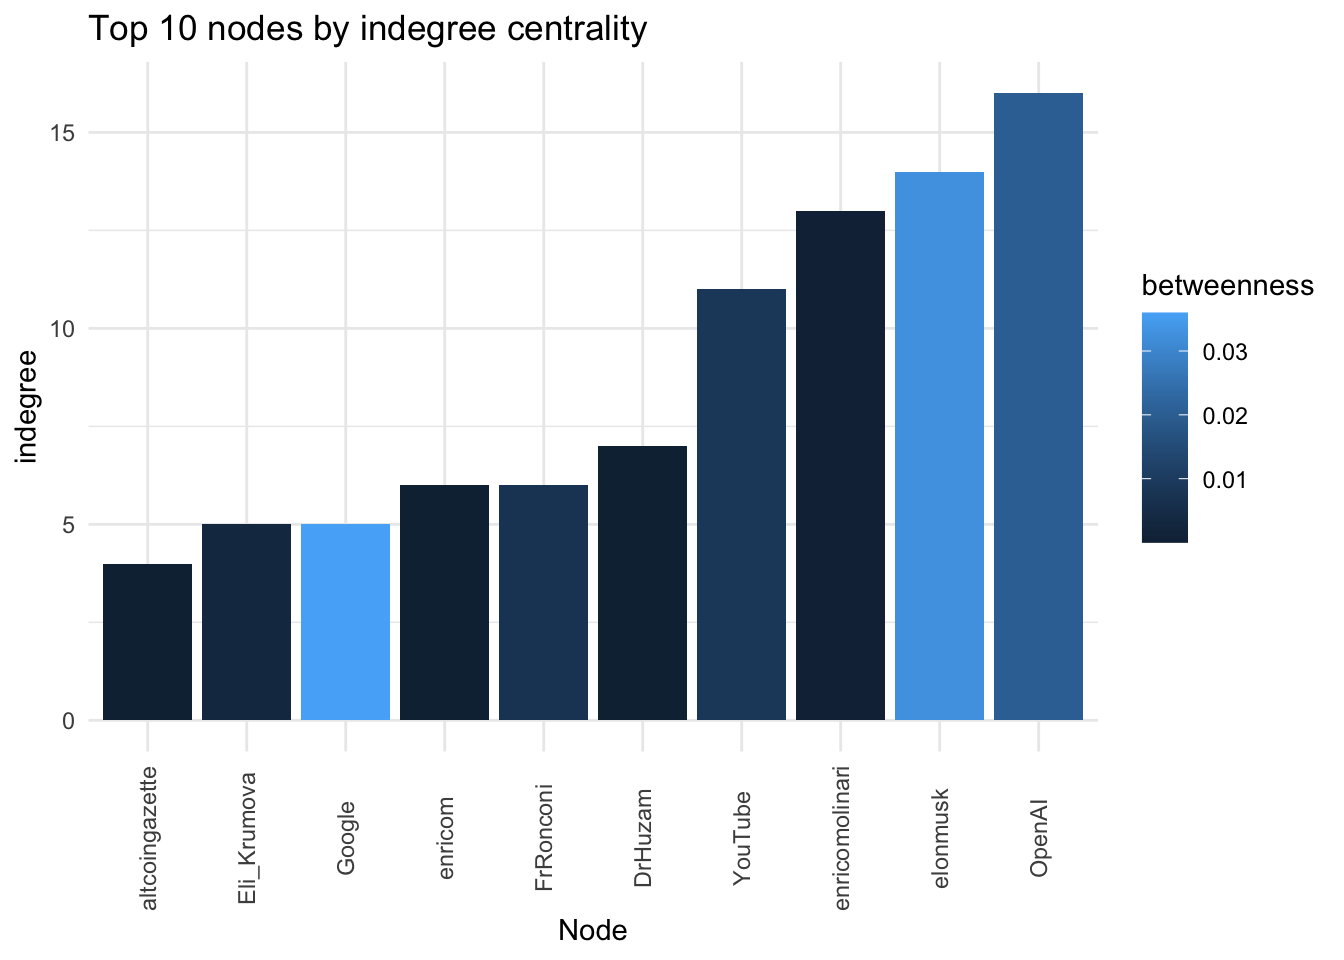 Top 10 nodes by indegree centrality
15
10
5
0
indegree
altcoingazette
Eli_Krumova
Google
enricom
FrRonconi
DrHuzam
YouTube
enricomolinari
elonmusk
OpenAI
Node
betweenness
0.03
0.02
0.01